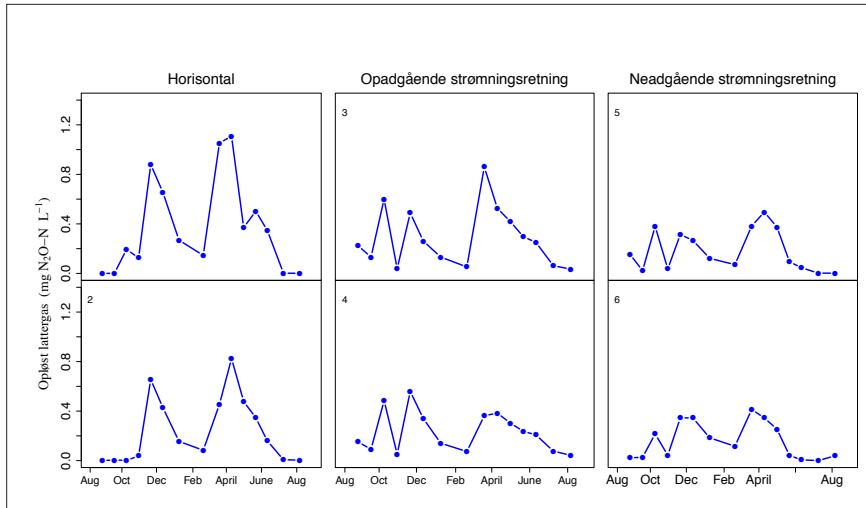 Horisontal
Opadgående strømningsretning
Neadgående strømningsretning
Opløst lattergas (mg N₂O−N L⁻¹)
1.2
0.8
0.4
0.0
3
5
1.2
0.8
0.4
0.0
2
4
6
Aug Oct Dec Feb April June Aug
Aug Oct Dec Feb April June Aug
Aug Oct Dec Feb April Aug